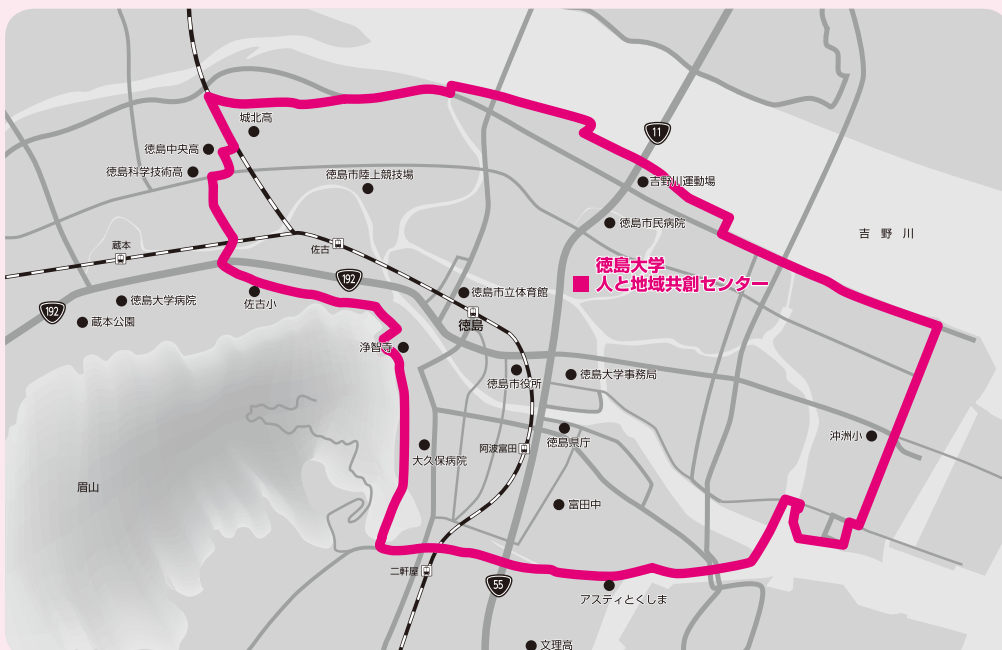 城北高
徳島中央高
徳島科学技術高
11
徳島市陸上競技場
吉野川運動場
徳島市民病院
吉野川
蔵本
佐古
192
徳島大学
人と地域共創センター
徳島大学病院
佐古小
徳島市立体育館
192
蔵本公園
徳島
浄智寺
徳島市役所
徳島大学事務局
沖洲小
徳島県庁
阿波富田
大久保病院
眉山
富田中
二軒屋
55
アスティとくしま
文理高